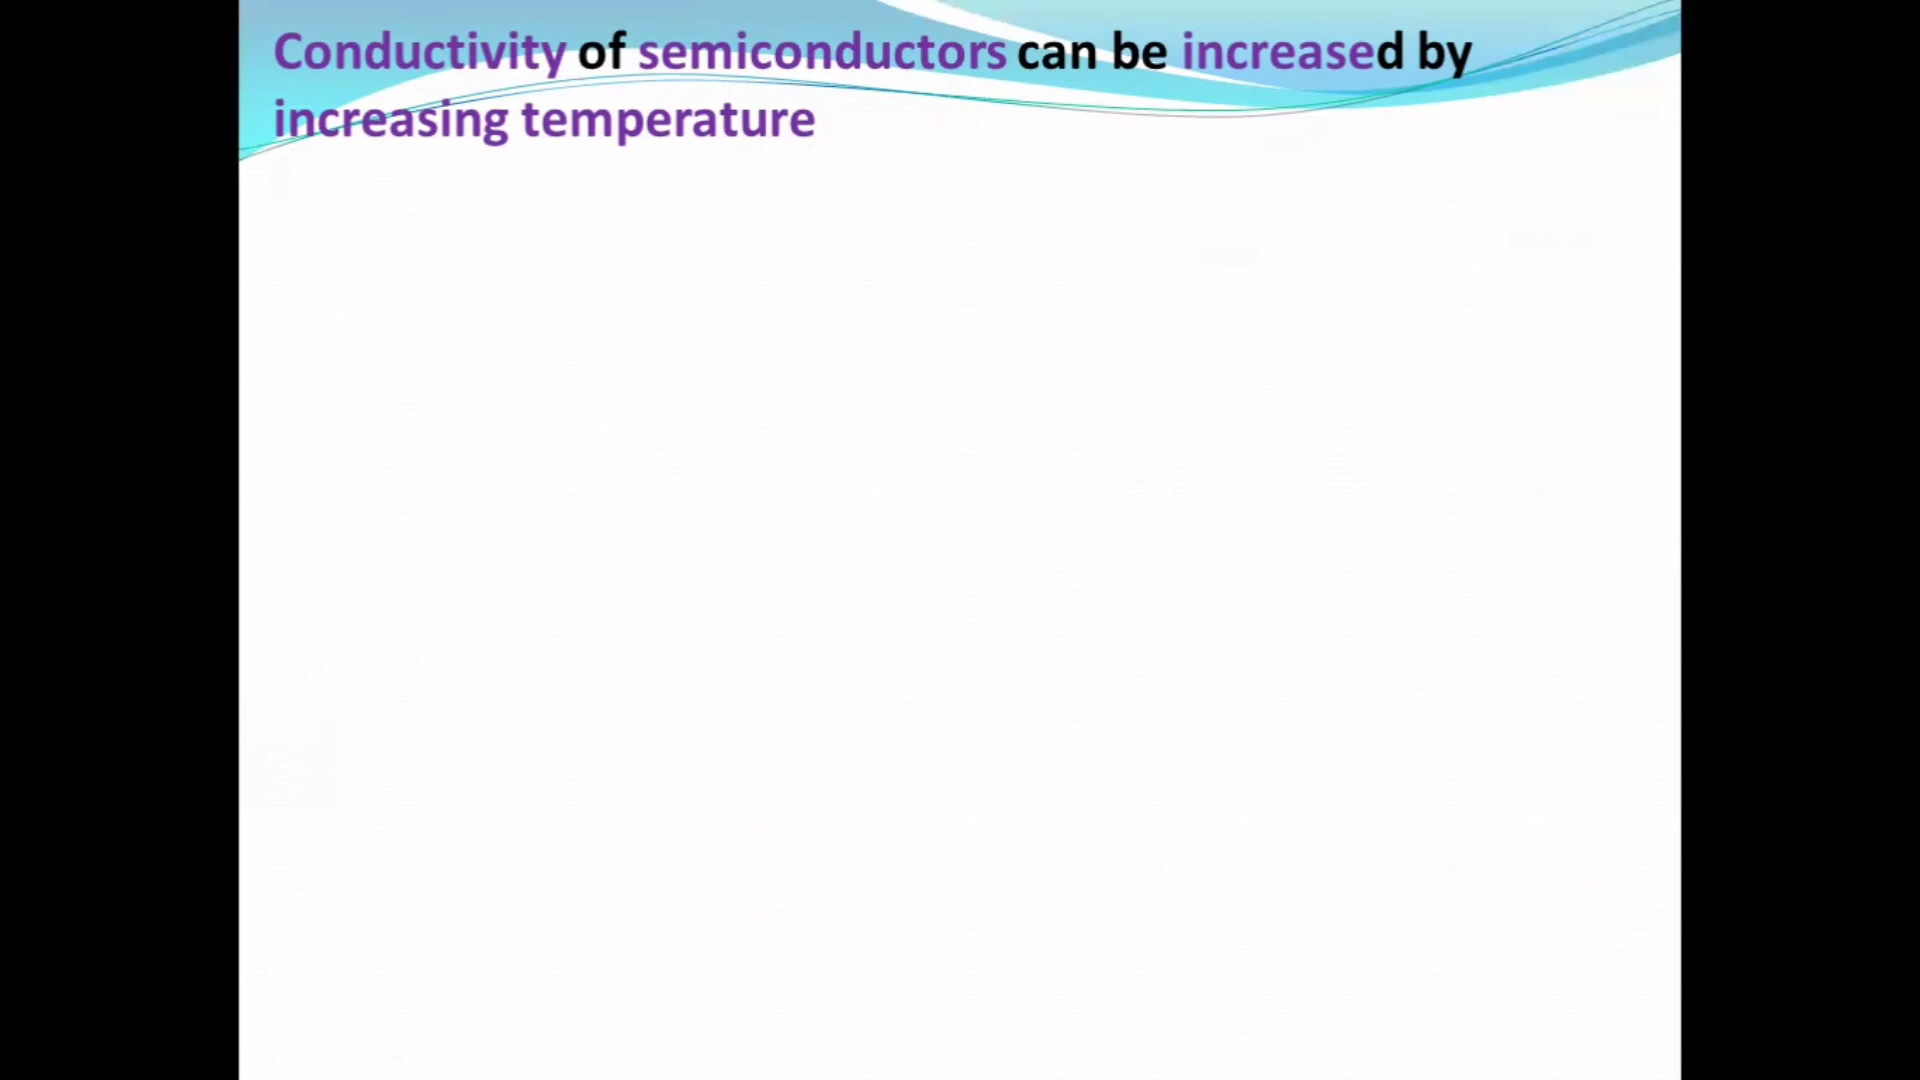 Conductivity of semiconductors can be increased by
increasing temperature